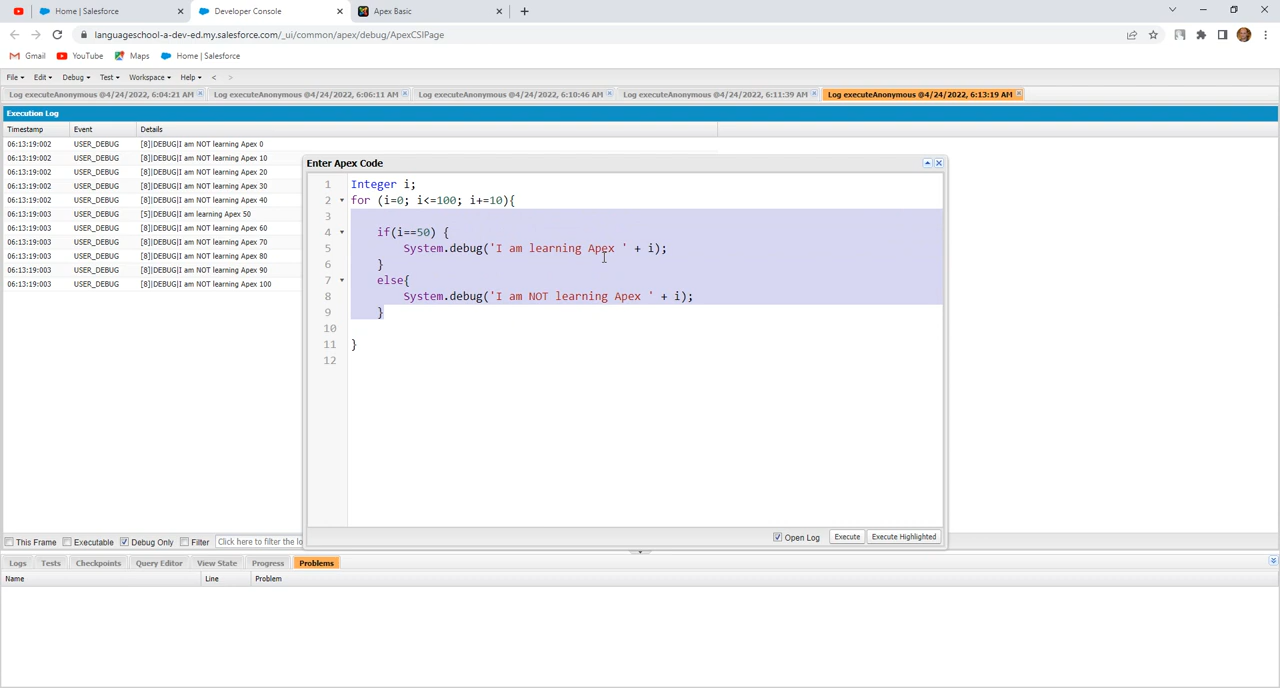 Home | Salesforce
Developer Console
Apex Basic
languageschool-a-dev-ed.my.salesforce.com/_ui/common/apex/debug/ApexCSIPage
Gmail YouTube Maps Home | Salesforce
File Edit Debug Test Workspace Help < >
Log executeAnonymous @4/24/2022, 6:04:21 AM
Log executeAnonymous @4/24/2022, 6:06:11 AM
Log executeAnonymous @4/24/2022, 6:10:46 AM
Log executeAnonymous @4/24/2022, 6:11:39 AM
Log executeAnonymous @4/24/2022, 6:13:19 AM
Execution Log
Timestamp Event Details
06:13:19:002 USER_DEBUG [8]|DEBUG|I am NOT learning Apex 0
06:13:19:002 USER_DEBUG [8]|DEBUG|I am NOT learning Apex 10
06:13:19:002 USER_DEBUG [8]|DEBUG|I am NOT learning Apex 20
06:13:19:002 USER_DEBUG [8]|DEBUG|I am NOT learning Apex 30
06:13:19:002 USER_DEBUG [8]|DEBUG|I am NOT learning Apex 40
06:13:19:003 USER_DEBUG [5]|DEBUG|I am learning Apex 50
06:13:19:003 USER_DEBUG [8]|DEBUG|I am NOT learning Apex 60
06:13:19:003 USER_DEBUG [8]|DEBUG|I am NOT learning Apex 70
06:13:19:003 USER_DEBUG [8]|DEBUG|I am NOT learning Apex 80
06:13:19:003 USER_DEBUG [8]|DEBUG|I am NOT learning Apex 90
06:13:19:003 USER_DEBUG [8]|DEBUG|I am NOT learning Apex 100
Enter Apex Code
1 Integer i;
2 for (i=0; i<=100; i+=10){
3
4 if(i==50) {
5 System.debug('I am learning Apex ' + i);
6 }
7 else{
8 System.debug('I am NOT learning Apex ' + i);
9 }
10
11 }
12
Open Log Execute Execute Highlighted
This Frame Executable Debug Only Filter Click here to filter the lo
Logs Tests Checkpoints Query Editor View State Progress Problems
Name Line Problem